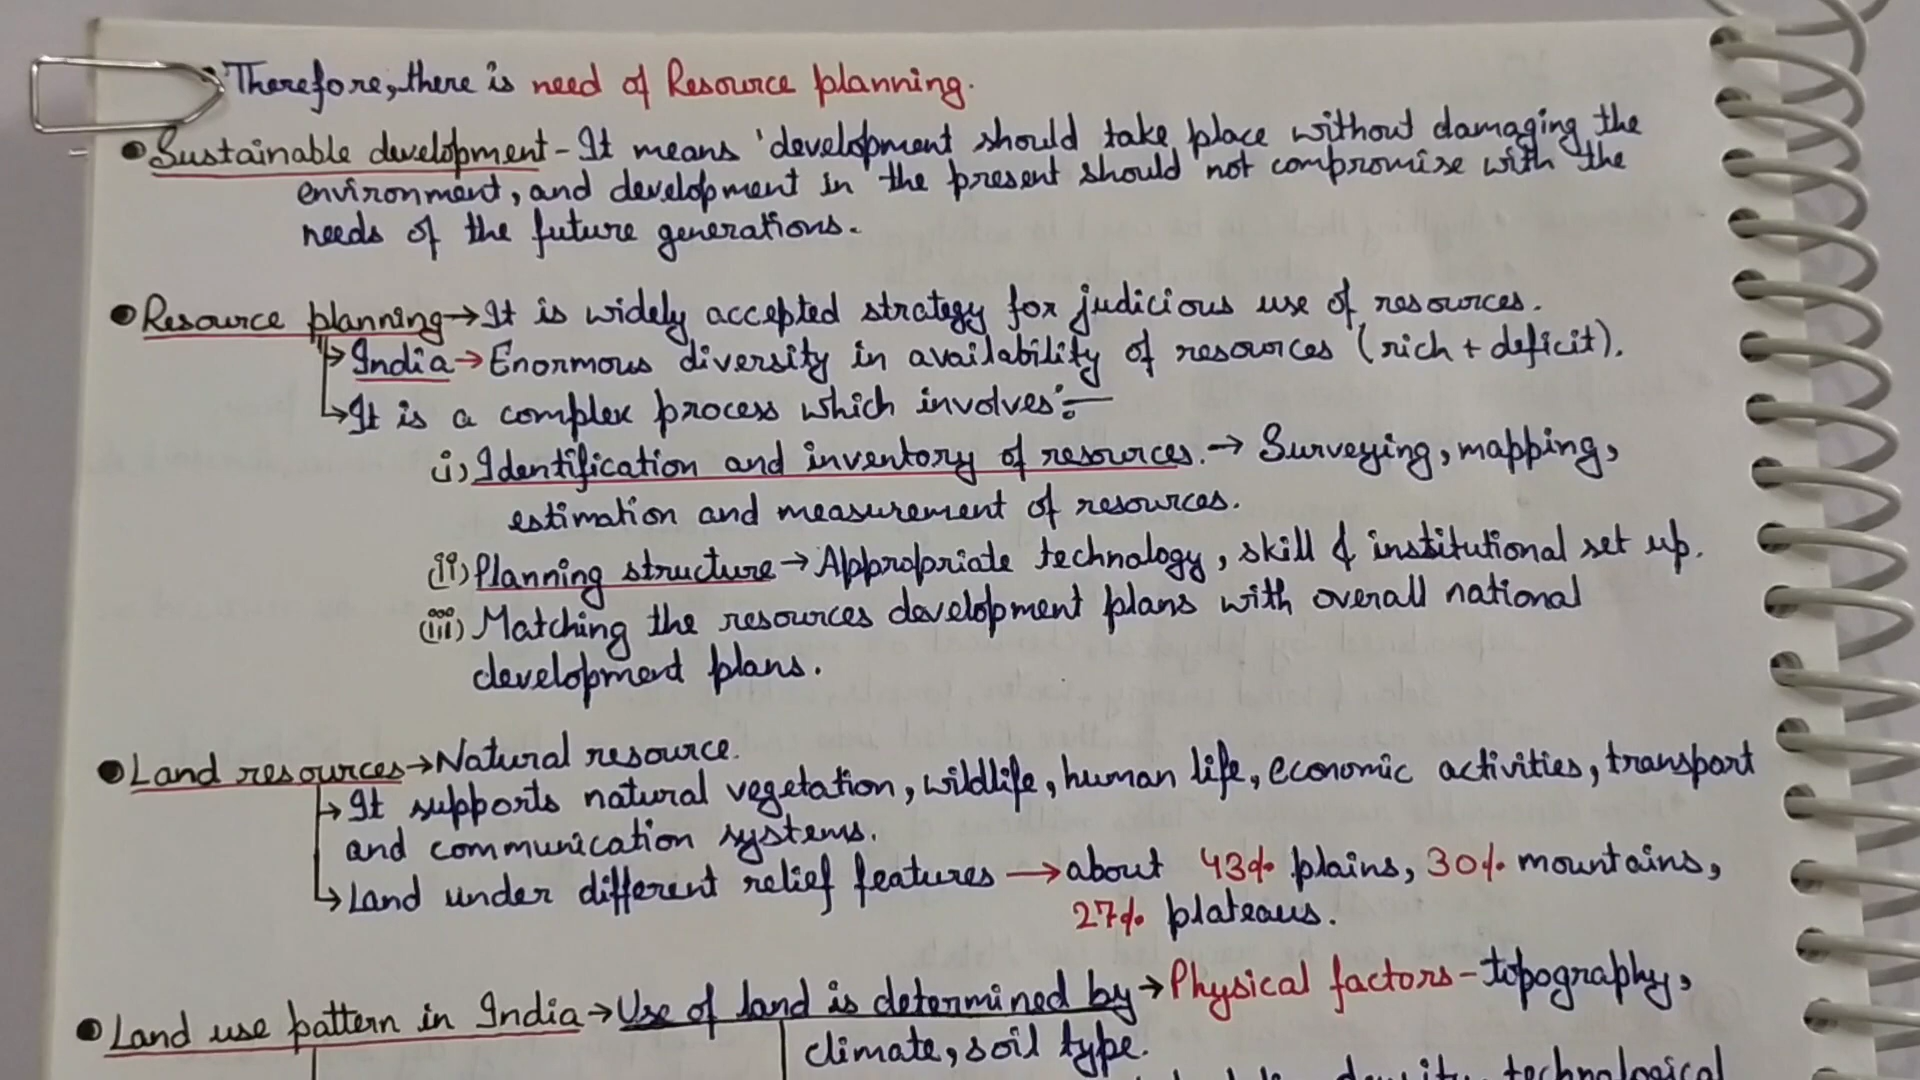 Therefore, there is need of Resource planning.
• Sustainable development - It means 'development should take place without damaging the
environment, and development in the present should not compromise with the
needs of the future generations.
• Resource planning → It is widely accepted strategy for judicious use of resources.
→ India → Enormous diversity in availability of resources (rich + deficit).
→ It is a complex process which involves:-
(i) Identification and inventory of resources. → Surveying, mapping,
estimation and measurement of resources.
(ii) Planning structure → Appropriate technology, skill & institutional set up.
(iii) Matching the resources development plans with overall national
development plans.
• Land resources → Natural resource.
→ It supports natural vegetation, wildlife, human life, economic activities, transport
and communication systems.
→ Land under different relief features → about 43% plains, 30% mountains,
27% plateaus.
• Land use pattern in India → Use of land is determined by → Physical factors - topography,
climate, soil type.
density, technological